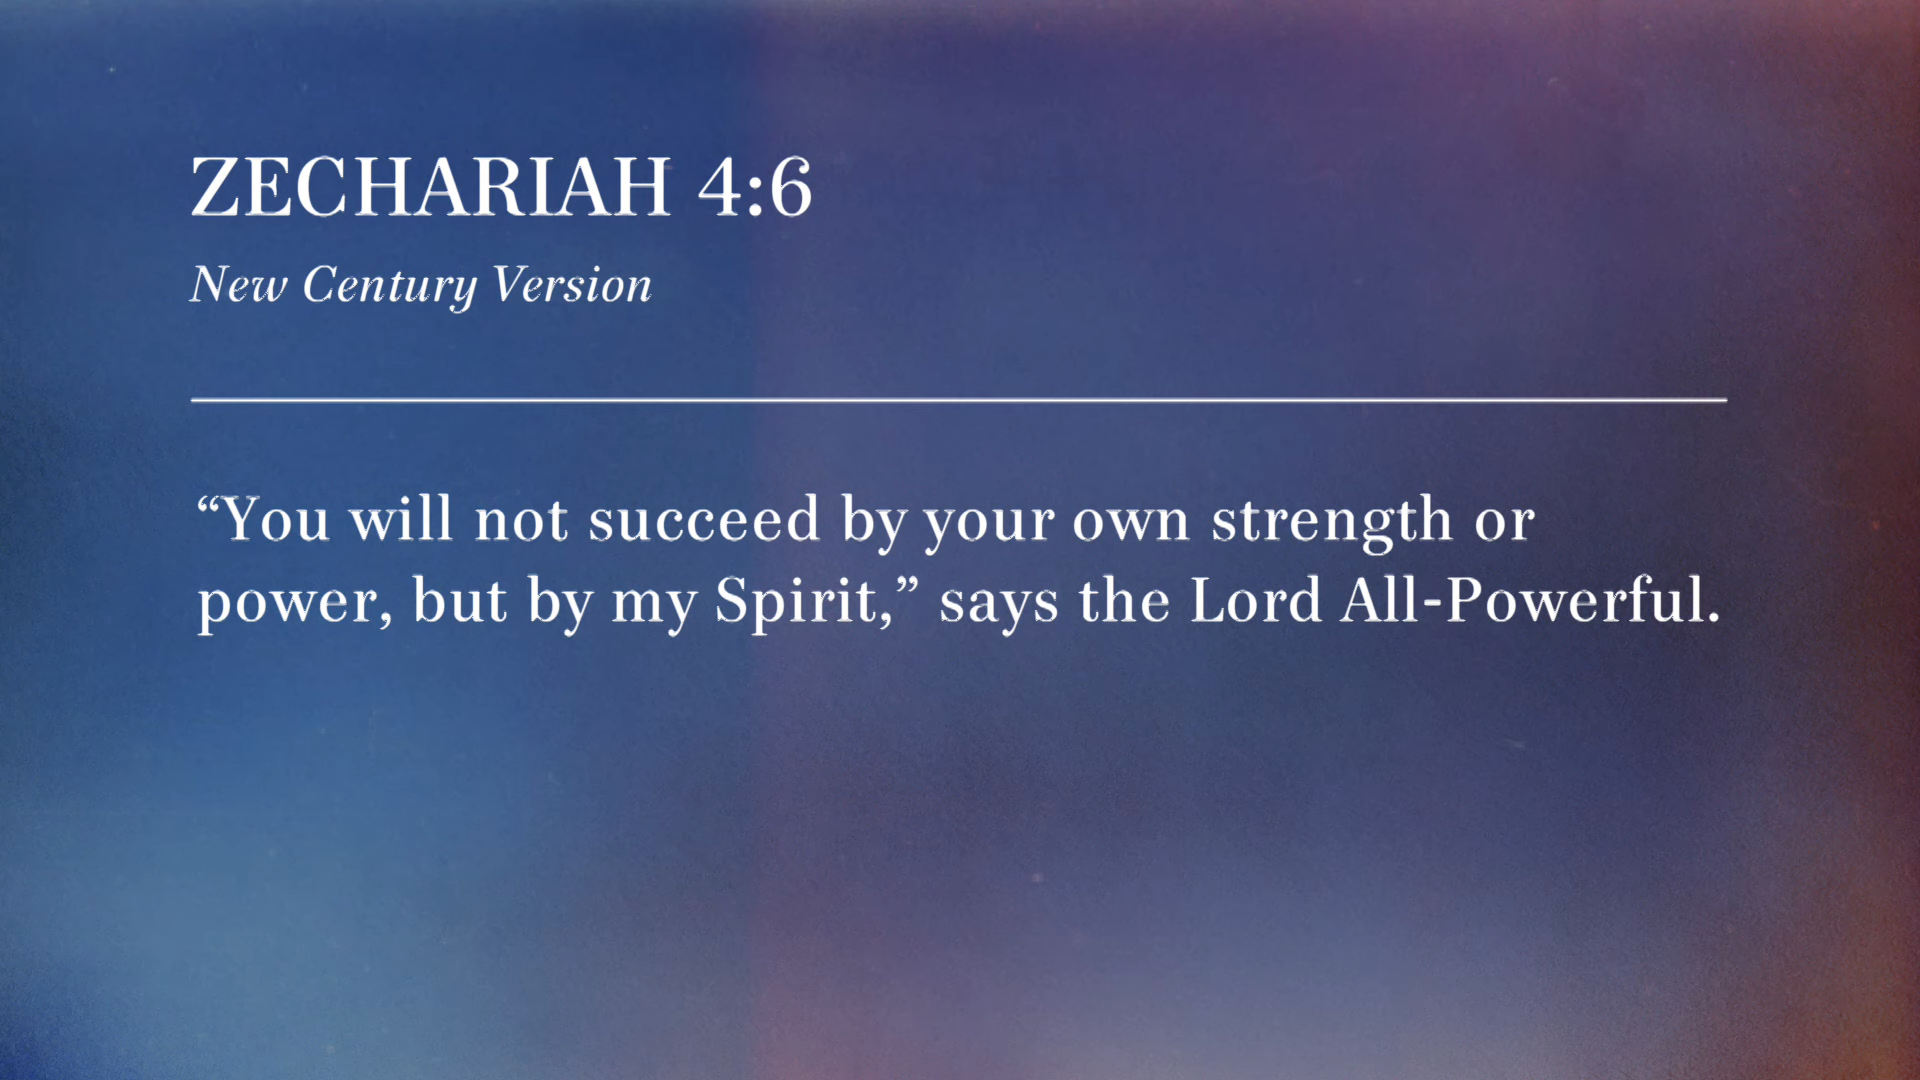 ZECHARIAH 4:6
New Century Version
“You will not succeed by your own strength or
power, but by my Spirit,” says the Lord All-Powerful.